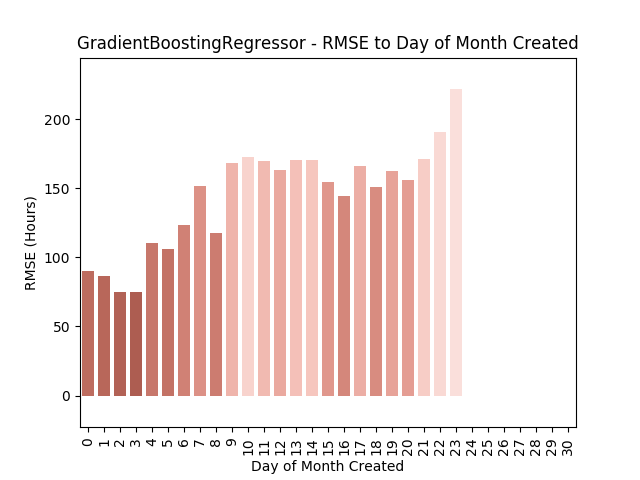 GradientBoostingRegressor - RMSE to Day of Month Created
200
150
100
50
0
RMSE (Hours)
0 1 2 3 4 5 6 7 8 9 10 11 12 13 14 15 16 17 18 19 20 21 22 23 24 25 26 27 28 29 30
Day of Month Created